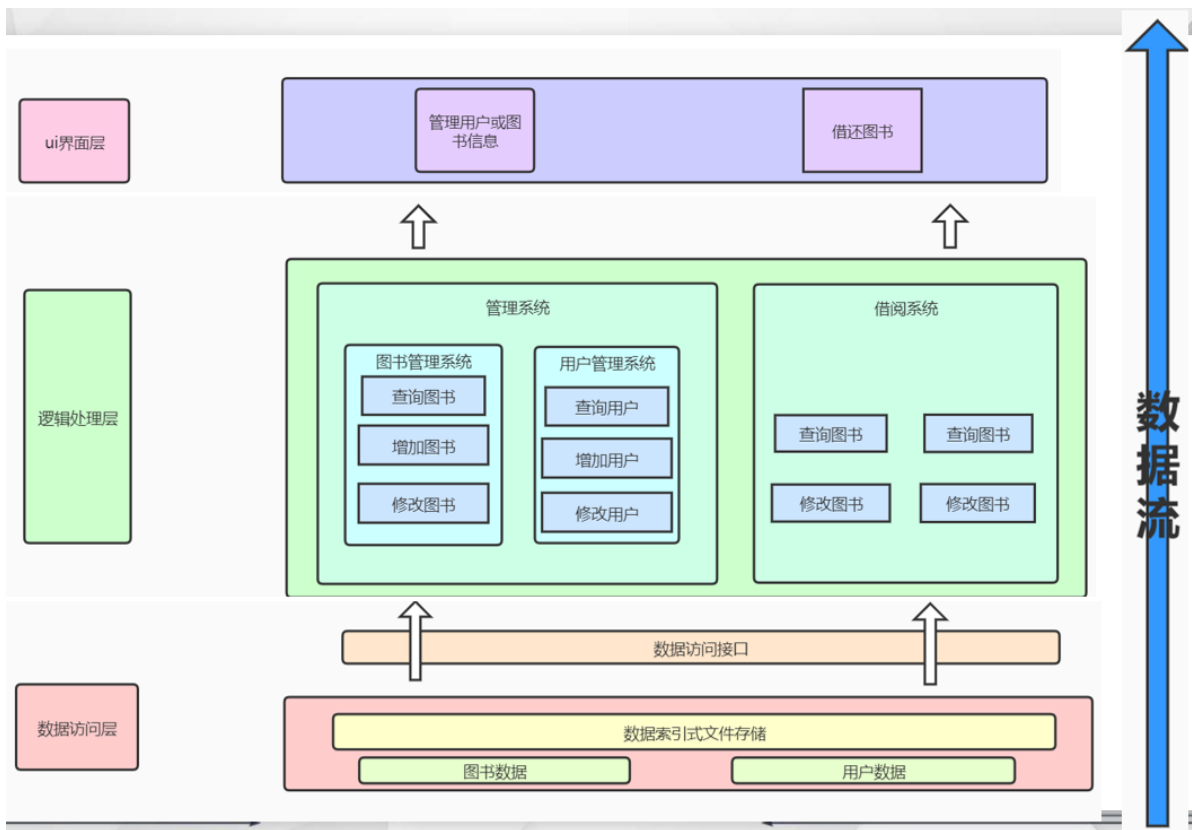 ui界面层
管理用户或图
书信息
借还图书
逻辑处理层
管理系统
图书管理系统
查询图书
增加图书
修改图书
用户管理系统
查询用户
增加用户
修改用户
借阅系统
查询图书
查询图书
修改图书
修改图书
数据访问接口
数据访问层
数据索引式文件存储
图书数据
用户数据
数
据
流